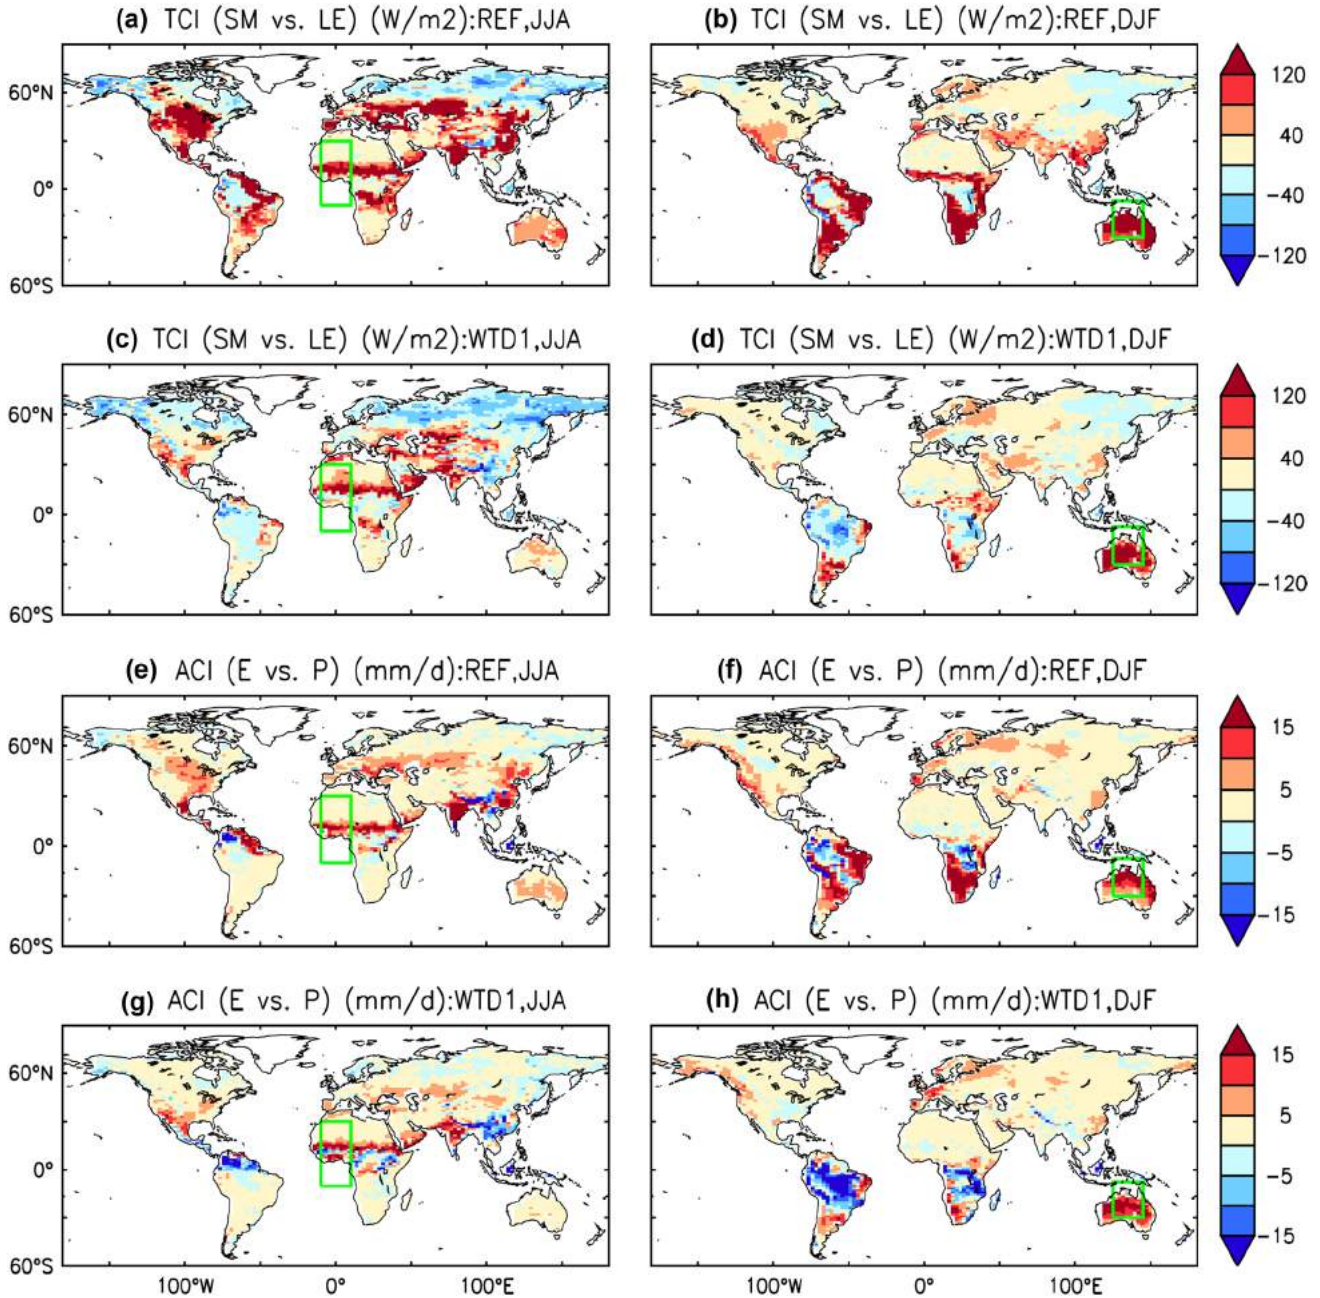 (a) TCI (SM vs. LE) (W/m2):REF,JJA
(b) TCI (SM vs. LE) (W/m2):REF,DJF
60°N
0°
60°S
120
40
-40
-120
(c) TCI (SM vs. LE) (W/m2):WTD1,JJA
(d) TCI (SM vs. LE) (W/m2):WTD1,DJF
60°N
0°
60°S
120
40
-40
-120
(e) ACI (E vs. P) (mm/d):REF,JJA
(f) ACI (E vs. P) (mm/d):REF,DJF
60°N
0°
60°S
15
5
-5
-15
(g) ACI (E vs. P) (mm/d):WTD1,JJA
(h) ACI (E vs. P) (mm/d):WTD1,DJF
60°N
0°
60°S
15
5
-5
-15
100°W 0° 100°E
100°W 0° 100°E